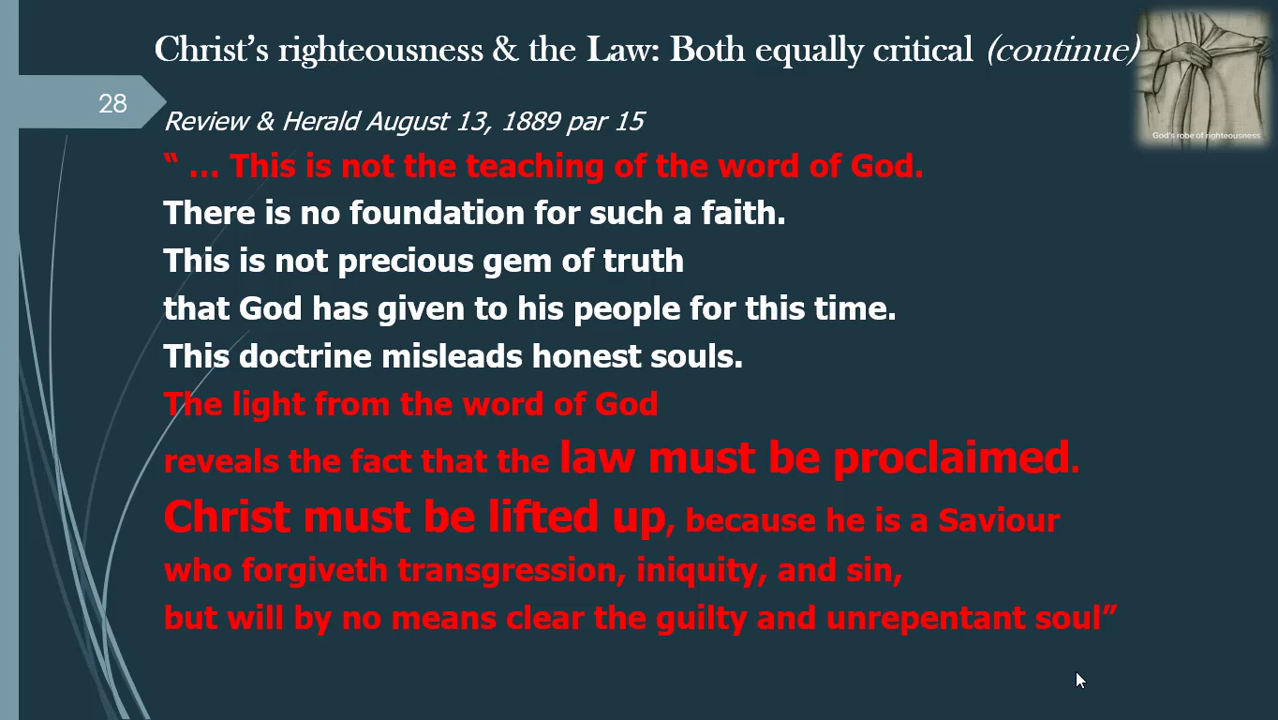 Christ's righteousness & the Law: Both equally critical (continue)
28
God's robe of righteousness
Review & Herald August 13, 1889 par 15
“ … This is not the teaching of the word of God.
There is no foundation for such a faith.
This is not precious gem of truth
that God has given to his people for this time.
This doctrine misleads honest souls.
The light from the word of God
reveals the fact that the law must be proclaimed.
Christ must be lifted up, because he is a Saviour
who forgiveth transgression, iniquity, and sin,
but will by no means clear the guilty and unrepentant soul”